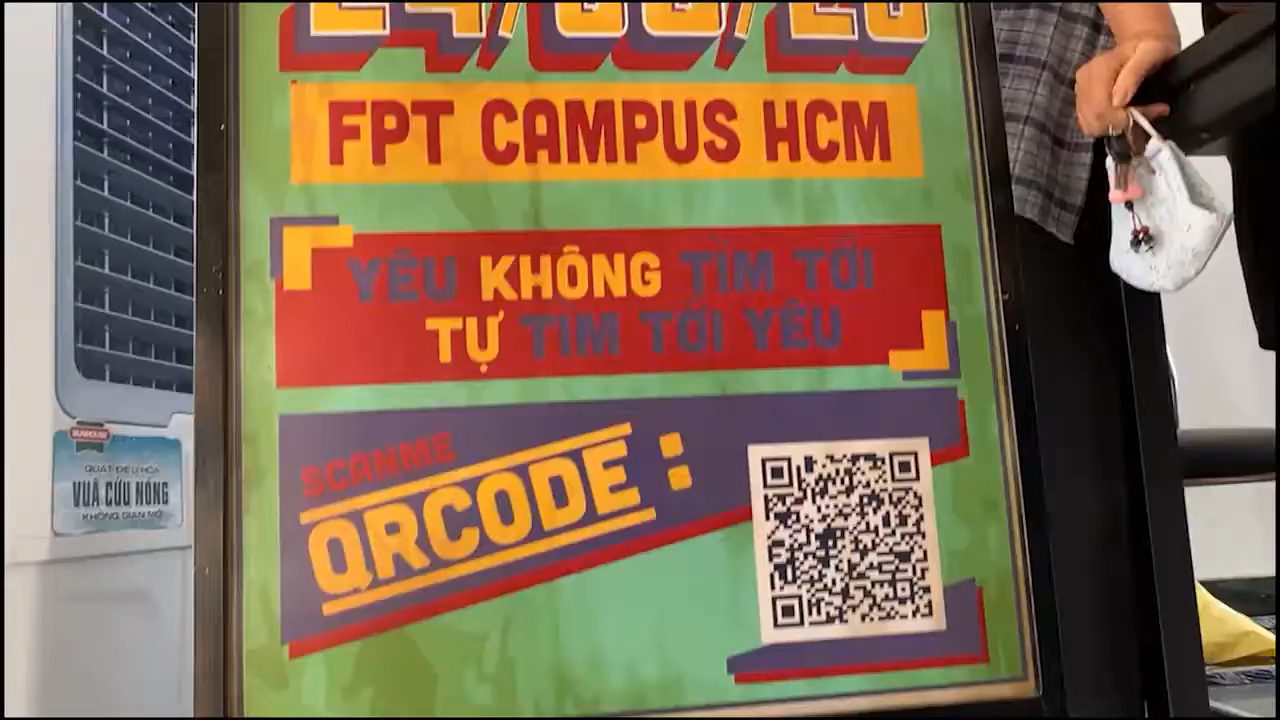 FPT CAMPUS HCM
YÊU KHÔNG TÌM TỚI
TỰ TIM TỚI YÊU
SCANME
QRCODE :
QUẠT ĐIỀU HÒA
VUA CỨU NÓNG
KHÔNG GIAN MỞ